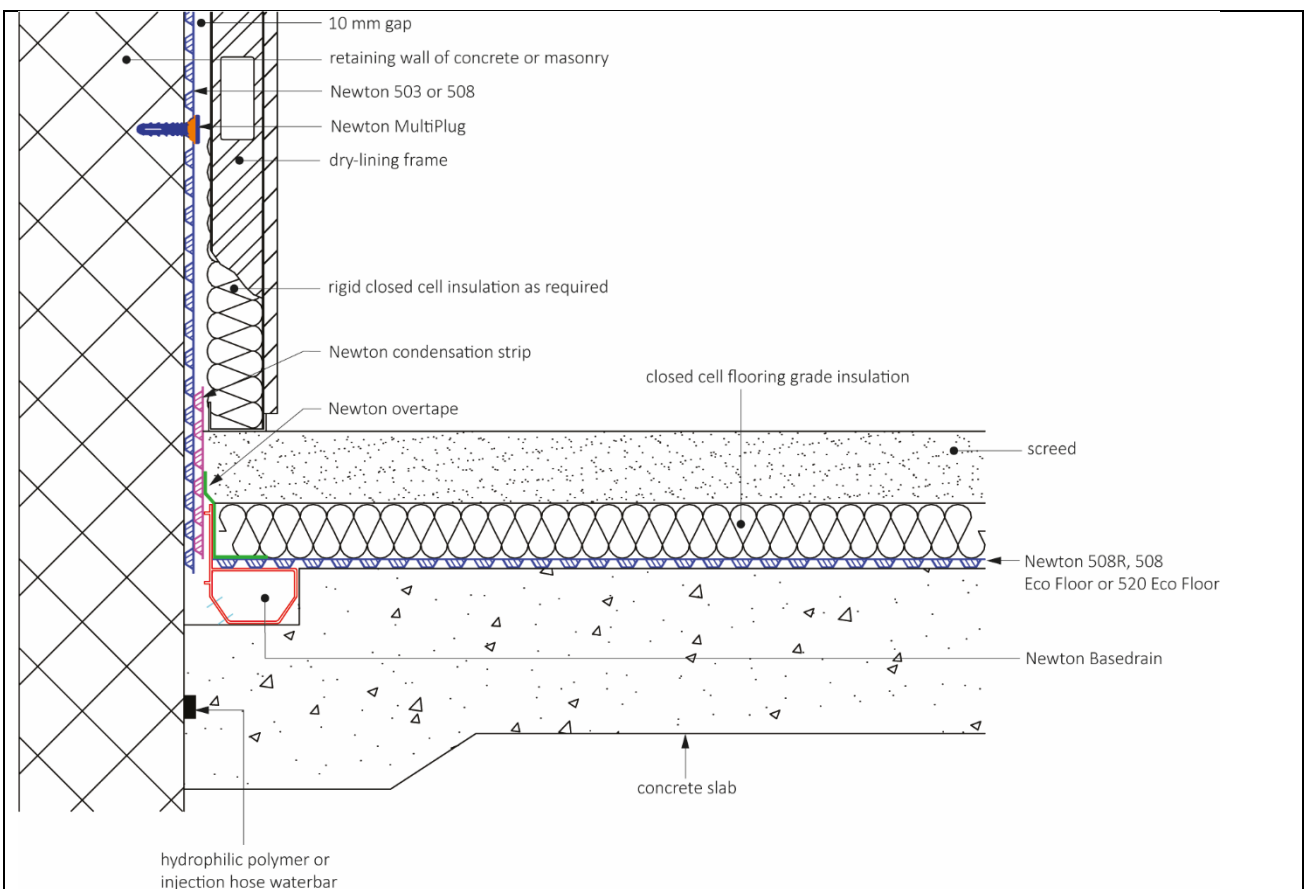 10 mm gap
retaining wall of concrete or masonry
Newton 503 or 508
Newton MultiPlug
dry-lining frame
rigid closed cell insulation as required
Newton condensation strip
closed cell flooring grade insulation
Newton overtape
screed
Newton 508R, 508
Eco Floor or 520 Eco Floor
Newton Basedrain
concrete slab
hydrophilic polymer or
injection hose waterbar